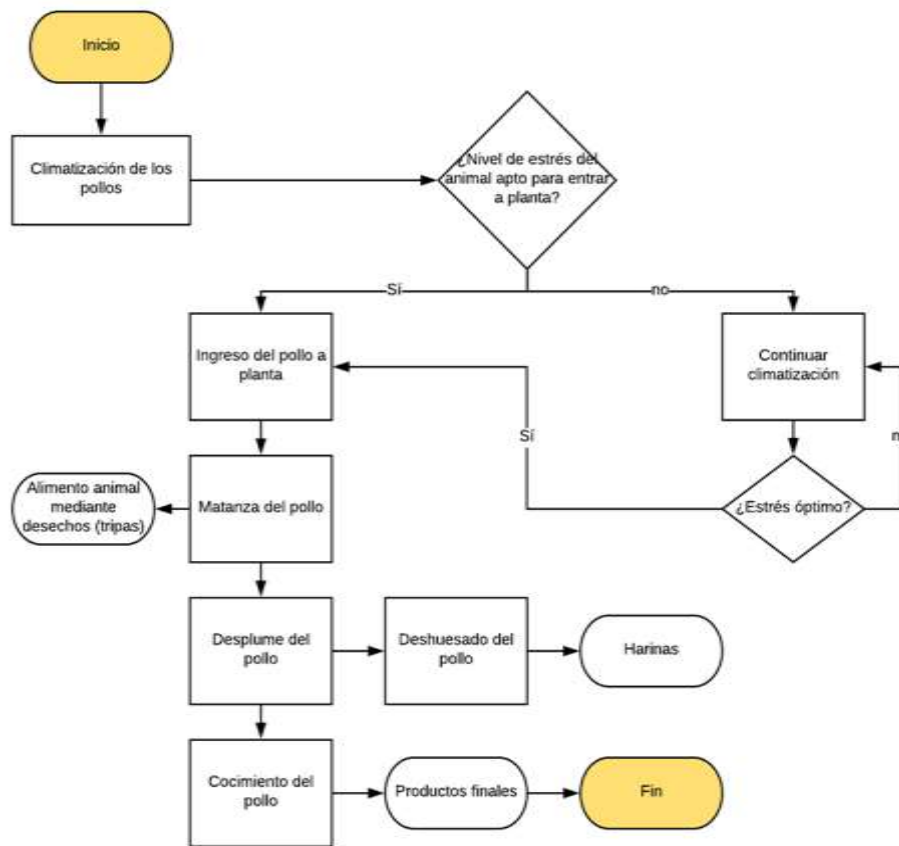 Inicio
Climatización de los
pollos
¿Nivel de estrés del
animal apto para entrar
a planta?
Sí
no
Ingreso del pollo a
planta
Continuar
climatización
Sí
Alimento animal
mediante
desechos (tripas)
Matanza del pollo
¿Estrés óptimo?
Desplume del
pollo
Deshuesado del
pollo
Harinas
Cocimiento del
pollo
Productos finales
Fin